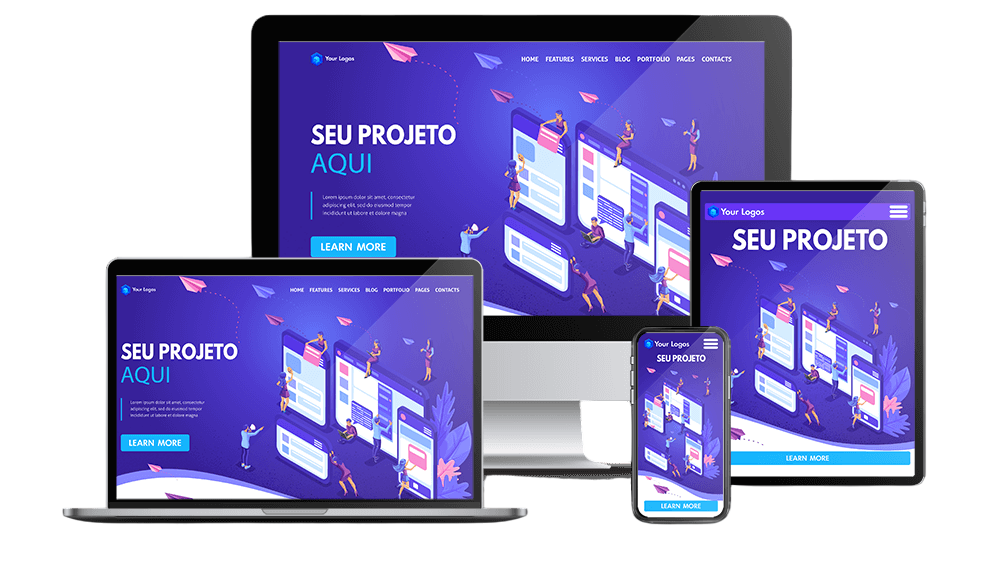 Your Logos
HOME FEATURES SERVICES BLOG PORTFOLIO PAGES CONTACTS
SEU PROJETO
AQUI
Lorem ipsum dolor sit amet, consectetur
adipiscing elit, sed do eiusmod tempor
incididunt ut labore et dolore magna
LEARN MORE
Your Logos
SEU PROJETO
LEARN MORE
Your Logos
HOME FEATURES SERVICES BLOG PORTFOLIO PAGES CONTACTS
SEU PROJETO
AQUI
Lorem ipsum dolor sit amet, consectetur
adipiscing elit, sed do eiusmod tempor
incididunt ut labore et dolore magna
LEARN MORE
Your Logos
SEU PROJETO
LEARN MORE